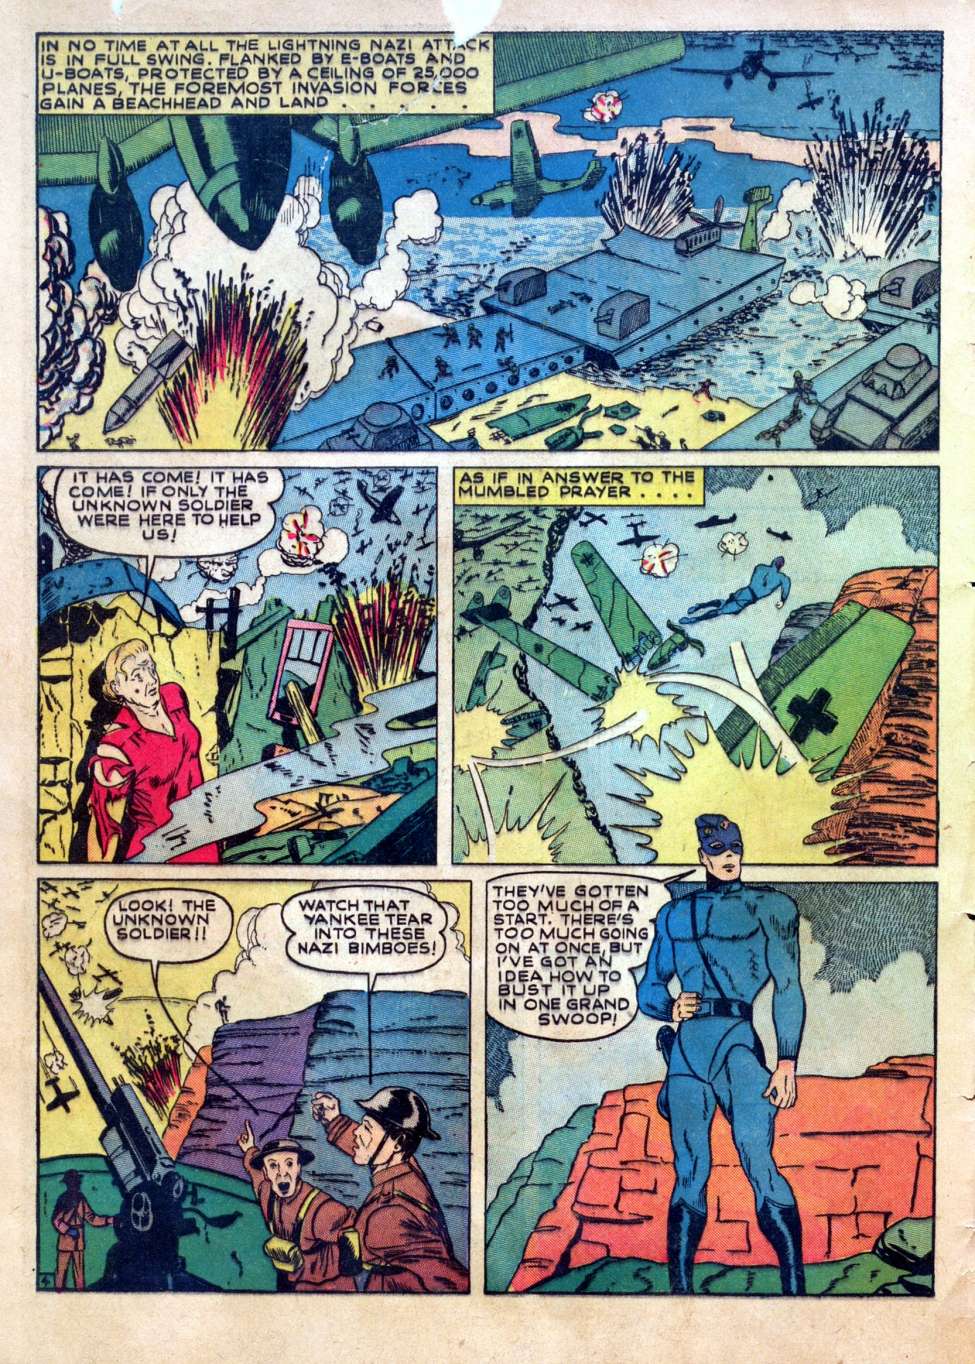 IN NO TIME AT ALL THE LIGHTNING NAZI ATTACK
IS IN FULL SWING. FLANKED BY E-BOATS AND
U-BOATS, PROTECTED BY A CEILING OF 25,000
PLANES, THE FOREMOST INVASION FORCES
GAIN A BEACHHEAD AND LAND . . . . . .
IT HAS COME! IT HAS
COME! IF ONLY THE
UNKNOWN SOLDIER
WERE HERE TO HELP
US!
AS IF IN ANSWER TO THE
MUMBLED PRAYER . . . .
LOOK! THE
UNKNOWN
SOLDIER!!
WATCH THAT
YANKEE TEAR
INTO THESE
NAZI BIMBOES!
THEY'VE GOTTEN
TOO MUCH OF A
START. THERE'S
TOO MUCH GOING
ON AT ONCE, BUT
I'VE GOT AN
IDEA HOW TO
BUST IT UP
IN ONE GRAND
SWOOP!
4